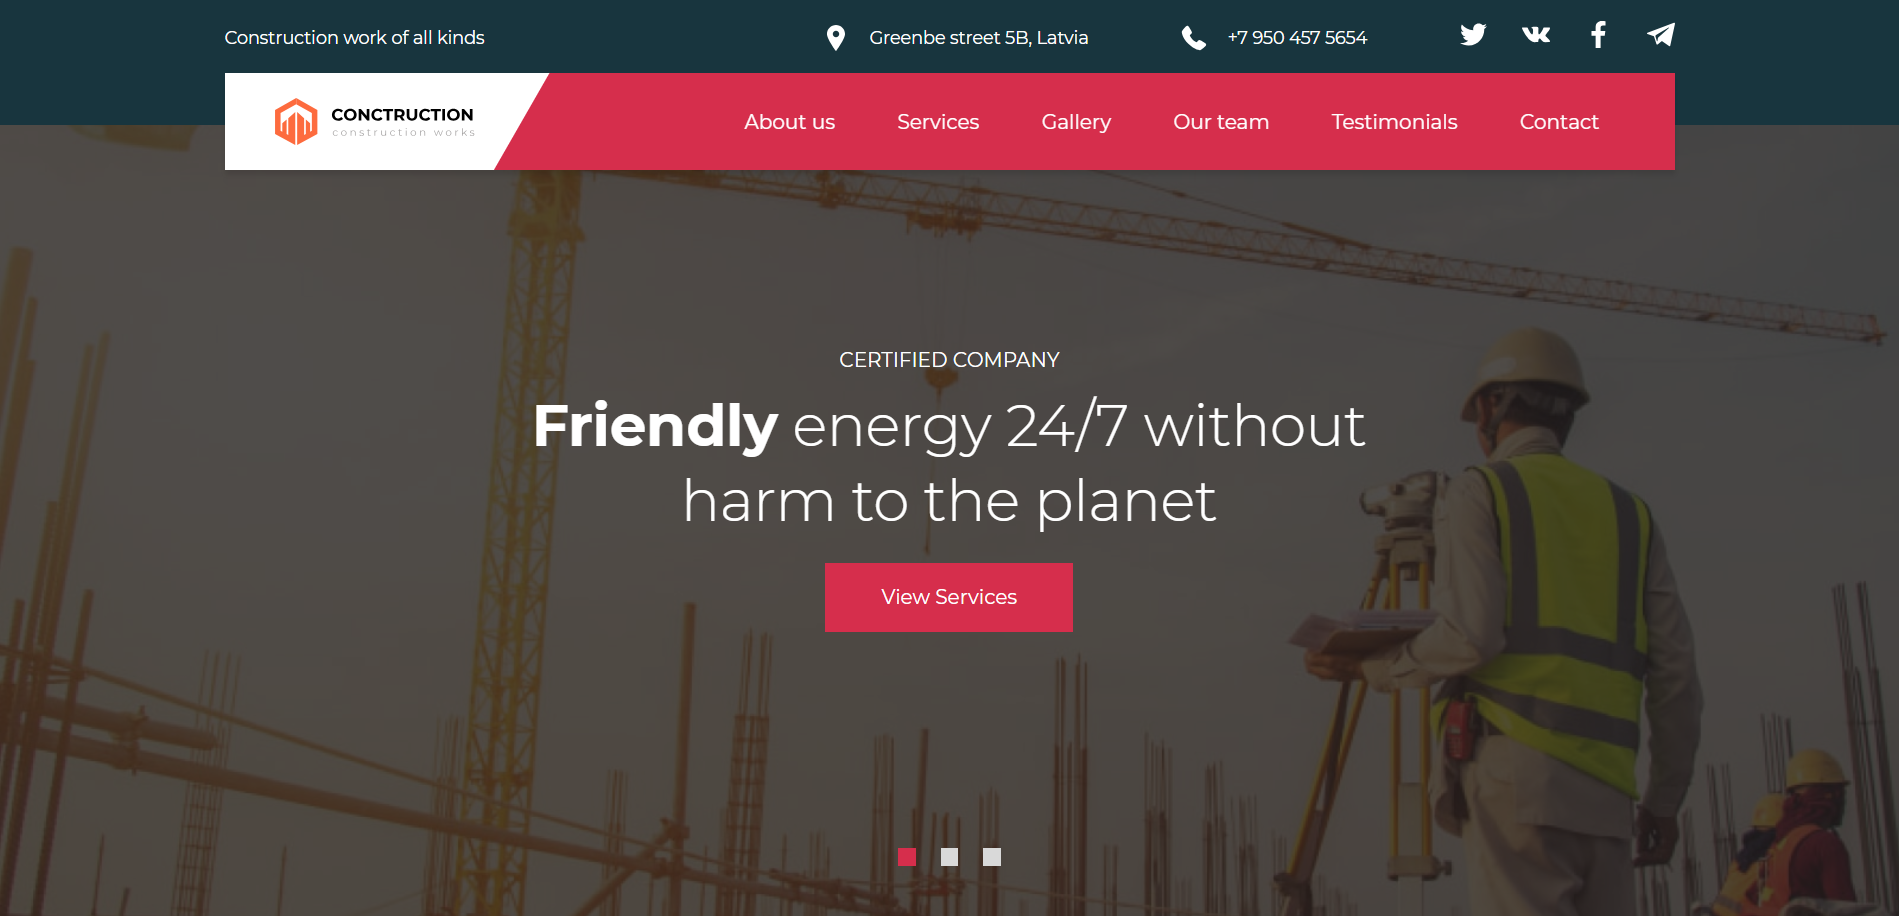 Construction work of all kinds
Greenbe street 5B, Latvia
+7 950 457 5654
CONCTRUCTION
construction works
About us
Services
Gallery
Our team
Testimonials
Contact
CERTIFIED COMPANY
Friendly energy 24/7 without
harm to the planet
View Services